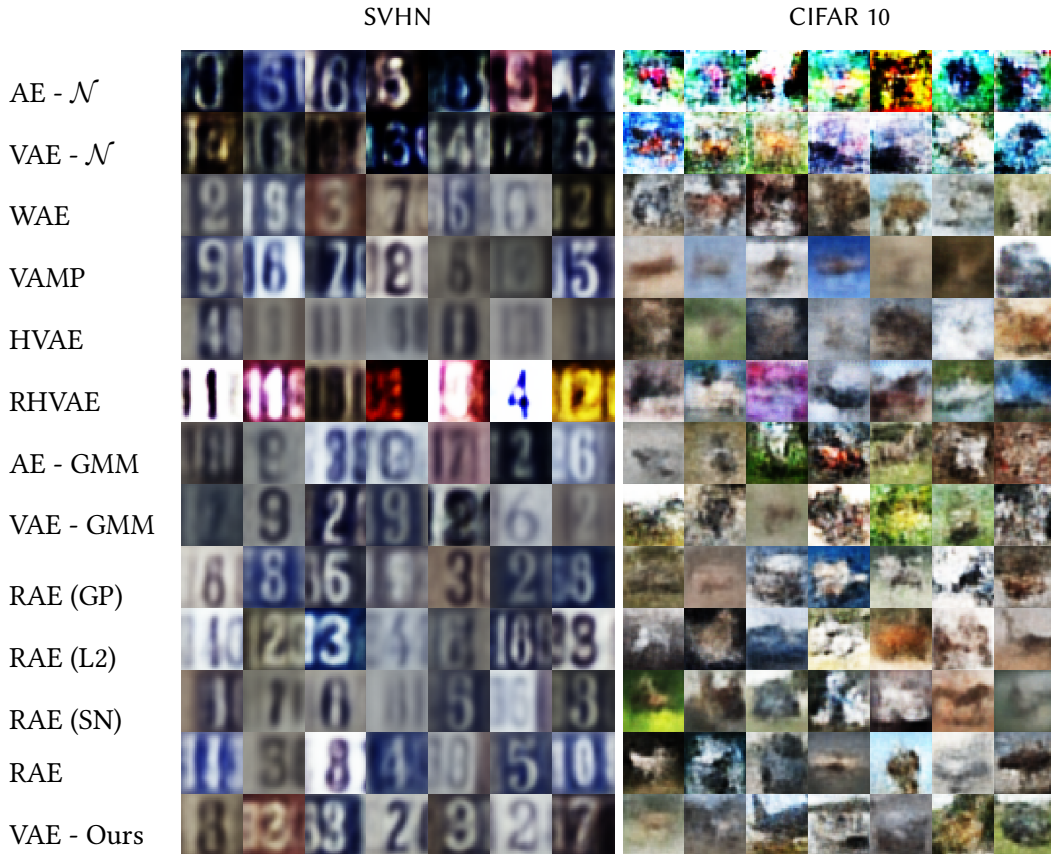 SVHN CIFAR 10
AE - 𝒩
VAE - 𝒩
WAE
VAMP
HVAE
RHVAE
AE - GMM
VAE - GMM
RAE (GP)
RAE (L2)
RAE (SN)
RAE
VAE - Ours